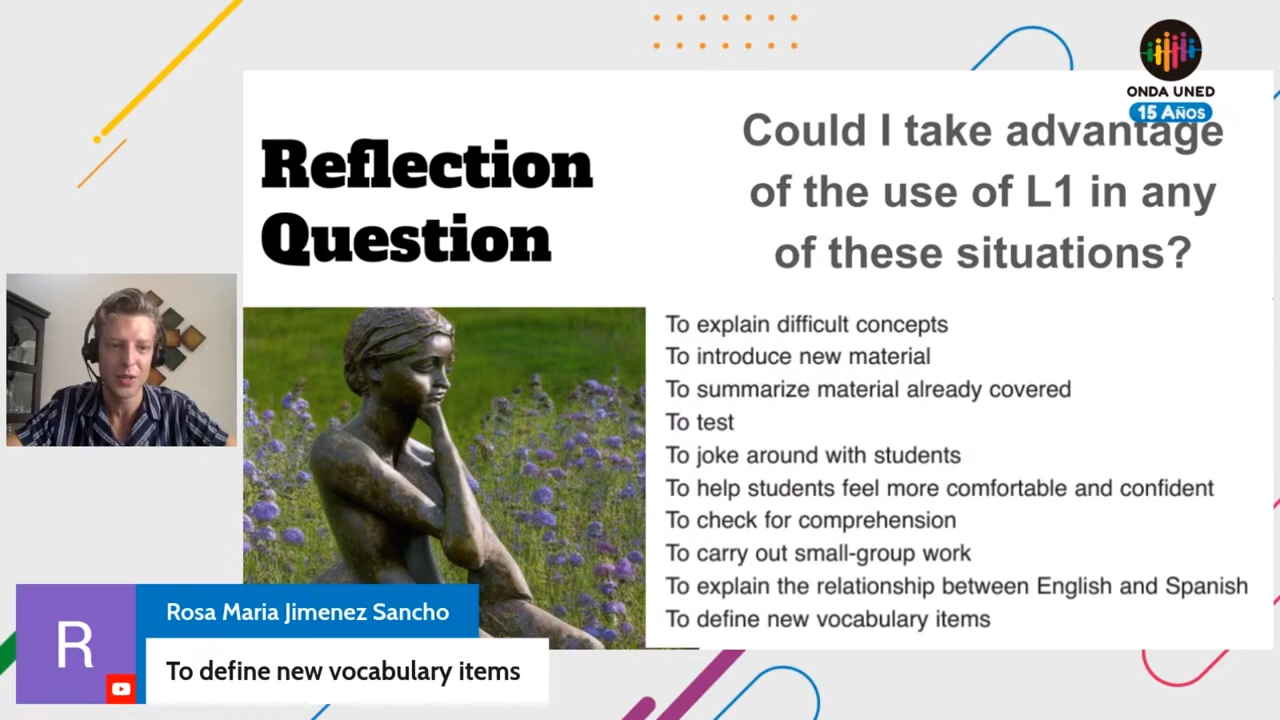 ONDA UNED
15 AÑOS
Reflection
Question
Could I take advantage
of the use of L1 in any
of these situations?
To explain difficult concepts
To introduce new material
To summarize material already covered
To test
To joke around with students
To help students feel more comfortable and confident
To check for comprehension
To carry out small-group work
To explain the relationship between English and Spanish
To define new vocabulary items
R
Rosa Maria Jimenez Sancho
To define new vocabulary items